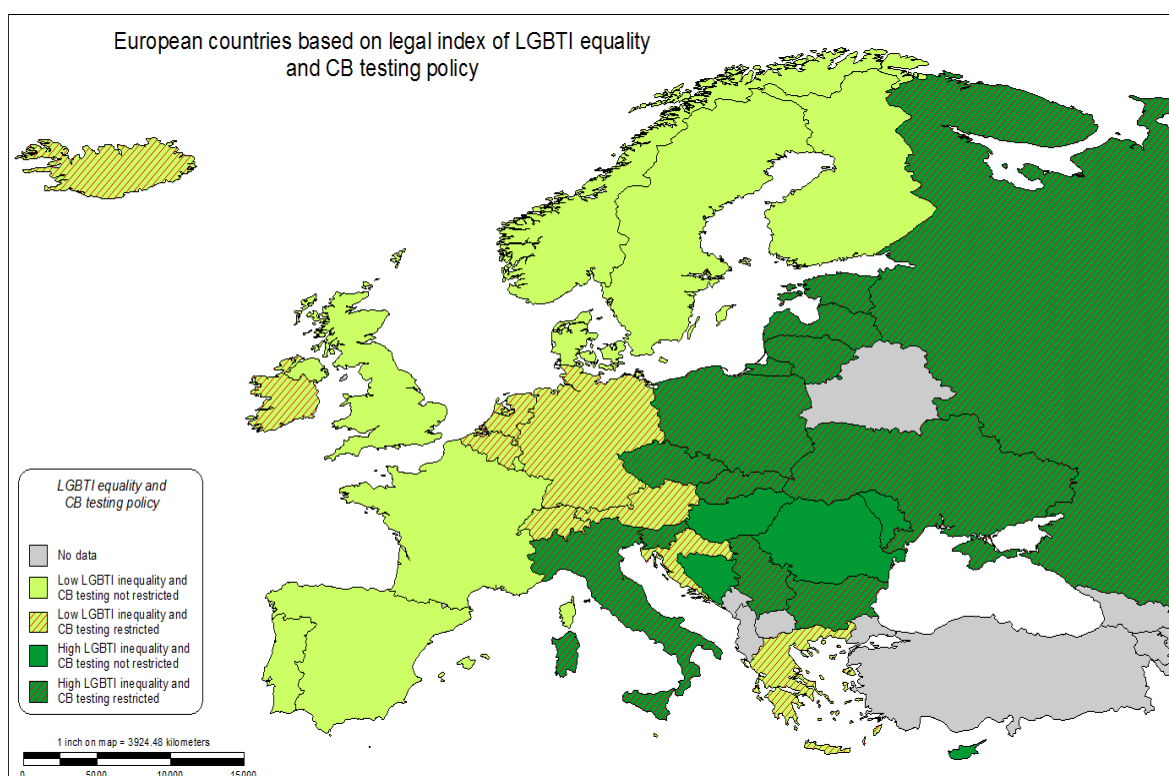 European countries based on legal index of LGBTI equality
and CB testing policy
LGBTI equality and
CB testing policy
No data
Low LGBTI inequality and
CB testing not restricted
Low LGBTI inequality and
CB testing restricted
High LGBTI inequality and
CB testing not restricted
High LGBTI inequality and
CB testing restricted
1 inch on map = 3924.48 kilometers
0 5000 10000 15000